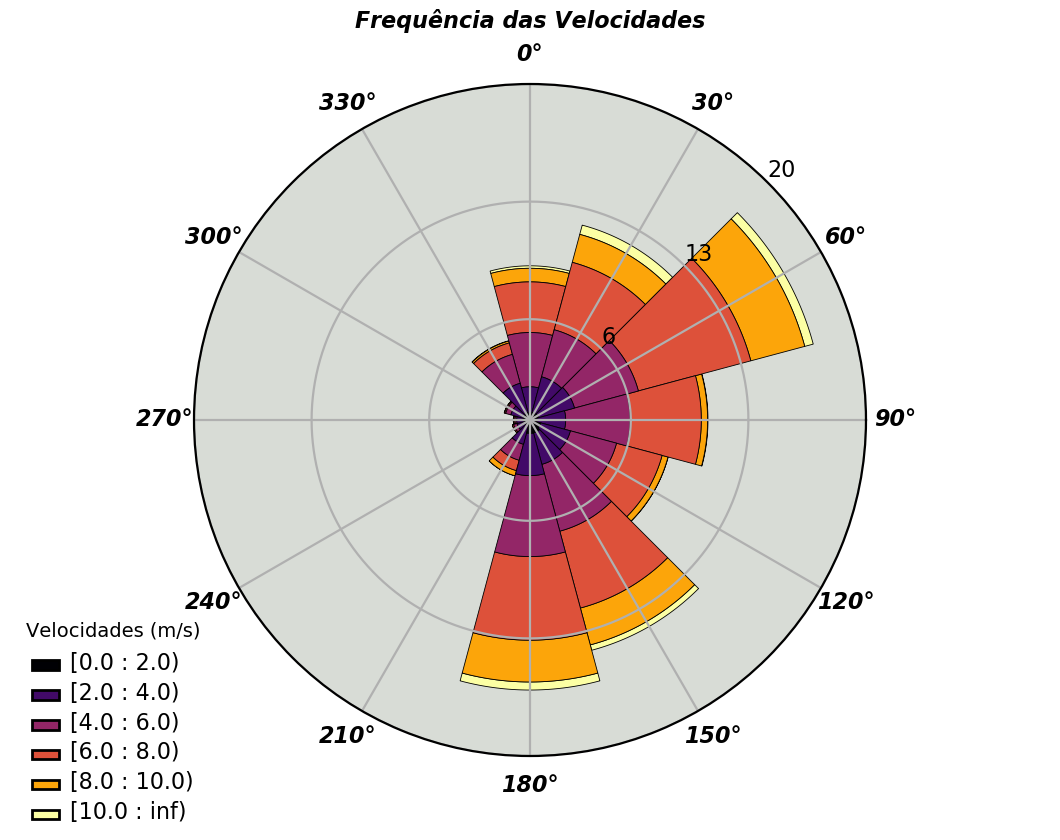 Frequência das Velocidades
0°
330°
30°
20
300°
60°
13
6
270°
90°
240°
120°
210°
150°
180°
Velocidades (m/s)
[0.0 : 2.0)
[2.0 : 4.0)
[4.0 : 6.0)
[6.0 : 8.0)
[8.0 : 10.0)
[10.0 : inf)